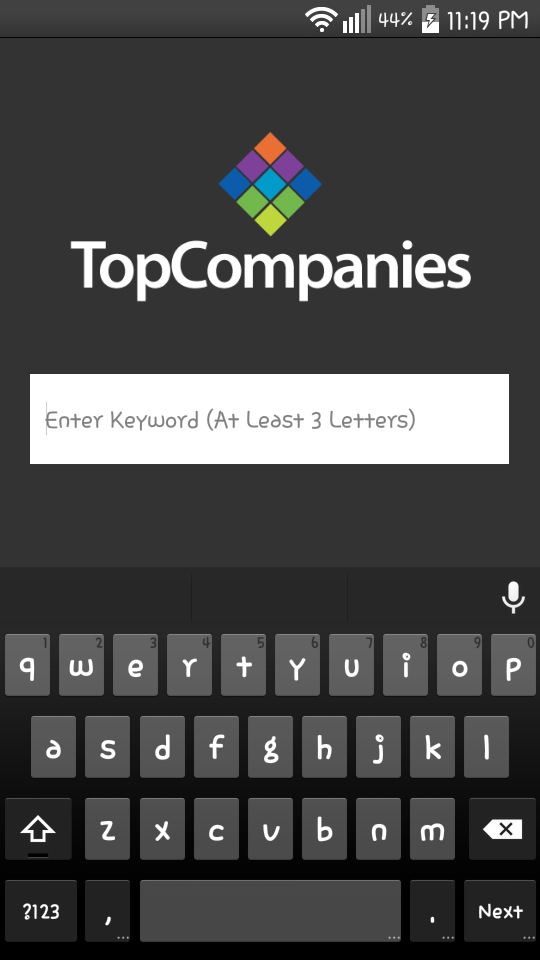 44% 11:19 PM
TopCompanies
Enter Keyword (At Least 3 Letters)
1 2 3 4 5 6 7 8 9 0
q w e r t y u i o p
a s d f g h j k l
z x c v b n m
?123 , . Next